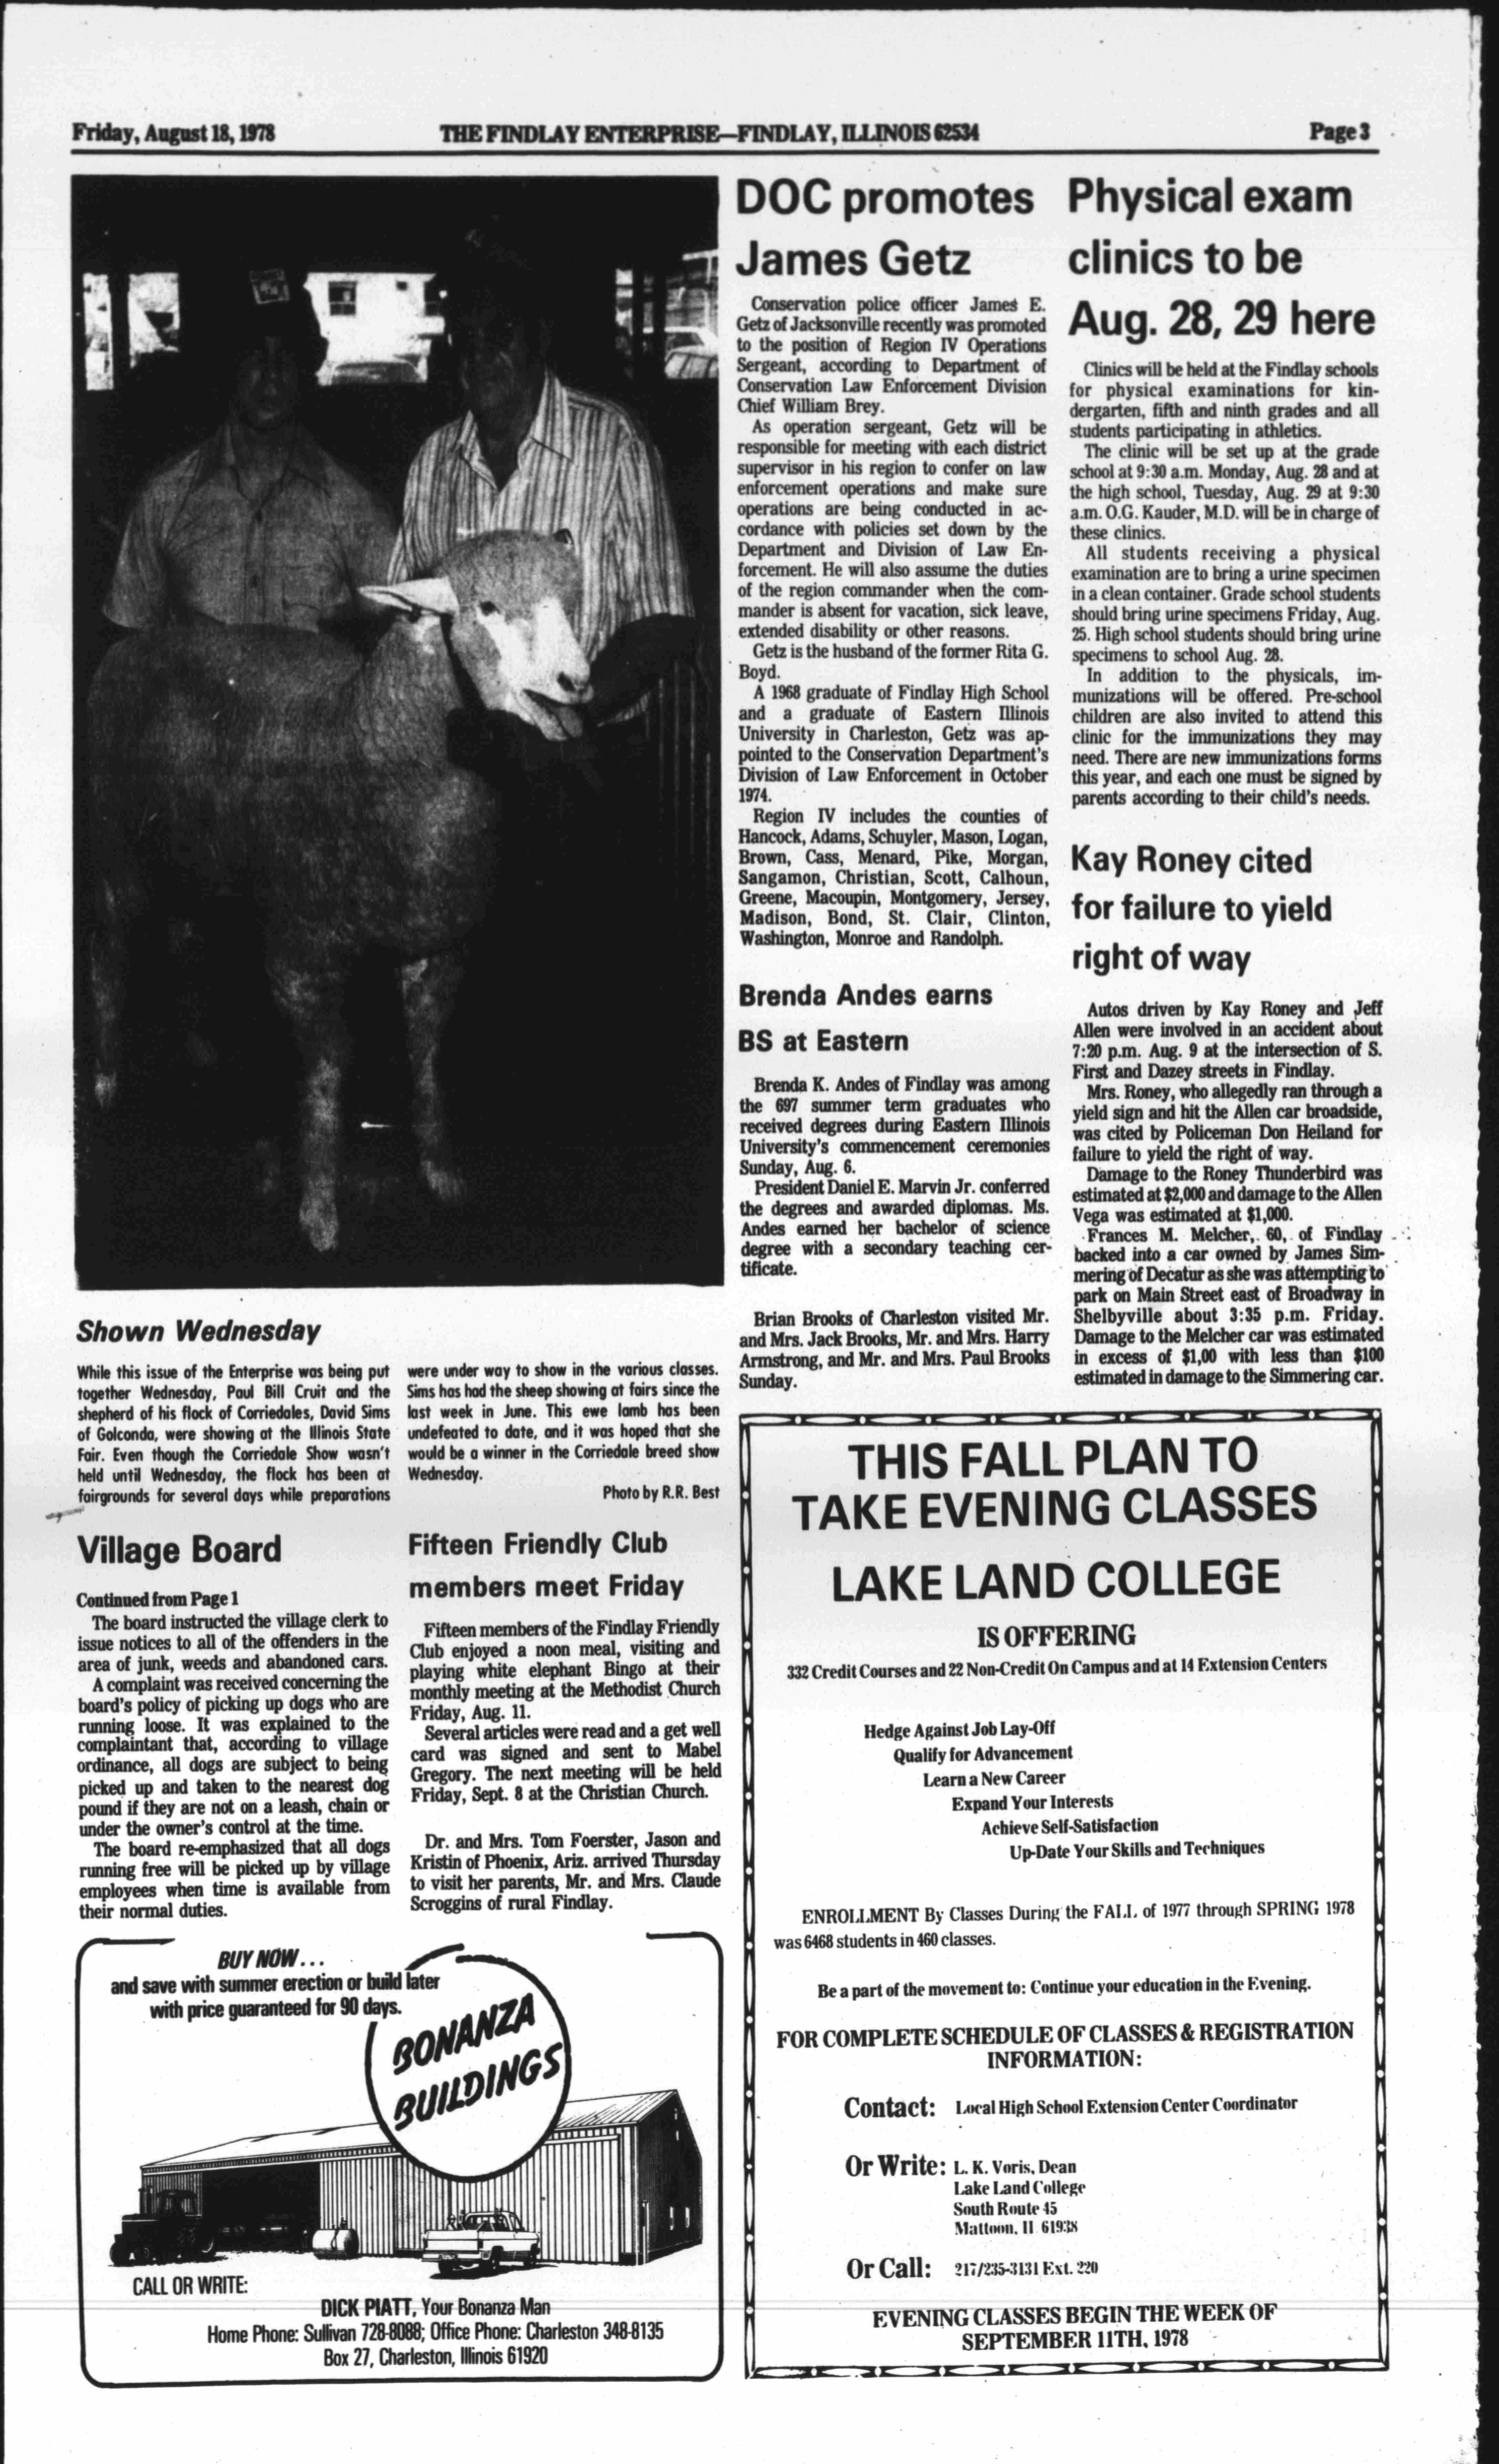 Friday, August 18, 1978
THE FINDLAY ENTERPRISE—FINDLAY, ILLINOIS 62534
Page 3
Shown Wednesday
While this issue of the Enterprise was being put
together Wednesday, Paul Bill Cruit and the
shepherd of his flock of Corriedales, David Sims
of Golconda, were showing at the Illinois State
Fair. Even though the Corriedale Show wasn't
held until Wednesday, the flock has been at
fairgrounds for several days while preparations
were under way to show in the various classes.
Sims has had the sheep showing at fairs since the
last week in June. This ewe lamb has been
undefeated to date, and it was hoped that she
would be a winner in the Corriedale breed show
Wednesday.
Photo by R.R. Best
Village Board
Continued from Page 1
The board instructed the village clerk to
issue notices to all of the offenders in the
area of junk, weeds and abandoned cars.
A complaint was received concerning the
board's policy of picking up dogs who are
running loose. It was explained to the
complaintant that, according to village
ordinance, all dogs are subject to being
picked up and taken to the nearest dog
pound if they are not on a leash, chain or
under the owner's control at the time.
The board re-emphasized that all dogs
running free will be picked up by village
employees when time is available from
their normal duties.
Fifteen Friendly Club
members meet Friday
Fifteen members of the Findlay Friendly
Club enjoyed a noon meal, visiting and
playing white elephant Bingo at their
monthly meeting at the Methodist Church
Friday, Aug. 11.
Several articles were read and a get well
card was signed and sent to Mabel
Gregory. The next meeting will be held
Friday, Sept. 8 at the Christian Church.
Dr. and Mrs. Tom Foerster, Jason and
Kristin of Phoenix, Ariz. arrived Thursday
to visit her parents, Mr. and Mrs. Claude
Scroggins of rural Findlay.
BUY NOW...
and save with summer erection or build later
with price guaranteed for 90 days.
BONANZA
BUILDINGS
CALL OR WRITE:
DICK PIATT, Your Bonanza Man
Home Phone: Sullivan 728-8088; Office Phone: Charleston 348-8135
Box 27, Charleston, Illinois 61920
DOC promotes
James Getz
Conservation police officer James E.
Getz of Jacksonville recently was promoted
to the position of Region IV Operations
Sergeant, according to Department of
Conservation Law Enforcement Division
Chief William Brey.
As operation sergeant, Getz will be
responsible for meeting with each district
supervisor in his region to confer on law
enforcement operations and make sure
operations are being conducted in ac-
cordance with policies set down by the
Department and Division of Law En-
forcement. He will also assume the duties
of the region commander when the com-
mander is absent for vacation, sick leave,
extended disability or other reasons.
Getz is the husband of the former Rita G.
Boyd.
A 1968 graduate of Findlay High School
and a graduate of Eastern Illinois
University in Charleston, Getz was ap-
pointed to the Conservation Department's
Division of Law Enforcement in October
1974.
Region IV includes the counties of
Hancock, Adams, Schuyler, Mason, Logan,
Brown, Cass, Menard, Pike, Morgan,
Sangamon, Christian, Scott, Calhoun,
Greene, Macoupin, Montgomery, Jersey,
Madison, Bond, St. Clair, Clinton,
Washington, Monroe and Randolph.
Brenda Andes earns
BS at Eastern
Brenda K. Andes of Findlay was among
the 697 summer term graduates who
received degrees during Eastern Illinois
University's commencement ceremonies
Sunday, Aug. 6.
President Daniel E. Marvin Jr. conferred
the degrees and awarded diplomas. Ms.
Andes earned her bachelor of science
degree with a secondary teaching cer-
tificate.
Brian Brooks of Charleston visited Mr.
and Mrs. Jack Brooks, Mr. and Mrs. Harry
Armstrong, and Mr. and Mrs. Paul Brooks
Sunday.
Physical exam
clinics to be
Aug. 28, 29 here
Clinics will be held at the Findlay schools
for physical examinations for kin-
dergarten, fifth and ninth grades and all
students participating in athletics.
The clinic will be set up at the grade
school at 9:30 a.m. Monday, Aug. 28 and at
the high school, Tuesday, Aug. 29 at 9:30
a.m. O.G. Kauder, M.D. will be in charge of
these clinics.
All students receiving a physical
examination are to bring a urine specimen
in a clean container. Grade school students
should bring urine specimens Friday, Aug.
25. High school students should bring urine
specimens to school Aug. 28.
In addition to the physicals, im-
munizations will be offered. Pre-school
children are also invited to attend this
clinic for the immunizations they may
need. There are new immunizations forms
this year, and each one must be signed by
parents according to their child's needs.
Kay Roney cited
for failure to yield
right of way
Autos driven by Kay Roney and Jeff
Allen were involved in an accident about
7:20 p.m. Aug. 9 at the intersection of S.
First and Dazey streets in Findlay.
Mrs. Roney, who allegedly ran through a
yield sign and hit the Allen car broadside,
was cited by Policeman Don Heiland for
failure to yield the right of way.
Damage to the Roney Thunderbird was
estimated at $2,000 and damage to the Allen
Vega was estimated at $1,000.
Frances M. Melcher, 60, of Findlay
backed into a car owned by James Sim-
mering of Decatur as she was attempting to
park on Main Street east of Broadway in
Shelbyville about 3:35 p.m. Friday.
Damage to the Melcher car was estimated
in excess of $1,00 with less than $100
estimated in damage to the Simmering car.
THIS FALL PLAN TO
TAKE EVENING CLASSES
LAKE LAND COLLEGE
IS OFFERING
332 Credit Courses and 22 Non-Credit On Campus and at 14 Extension Centers
Hedge Against Job Lay-Off
Qualify for Advancement
Learn a New Career
Expand Your Interests
Achieve Self-Satisfaction
Up-Date Your Skills and Techniques
ENROLLMENT By Classes During the FALL of 1977 through SPRING 1978
was 6468 students in 460 classes.
Be a part of the movement to: Continue your education in the Evening.
FOR COMPLETE SCHEDULE OF CLASSES & REGISTRATION
INFORMATION:
Contact: Local High School Extension Center Coordinator
Or Write: L. K. Voris, Dean
Lake Land College
South Route 45
Mattoon, Il 61938
Or Call: 217/235-3131 Ext. 220
EVENING CLASSES BEGIN THE WEEK OF
SEPTEMBER 11TH, 1978